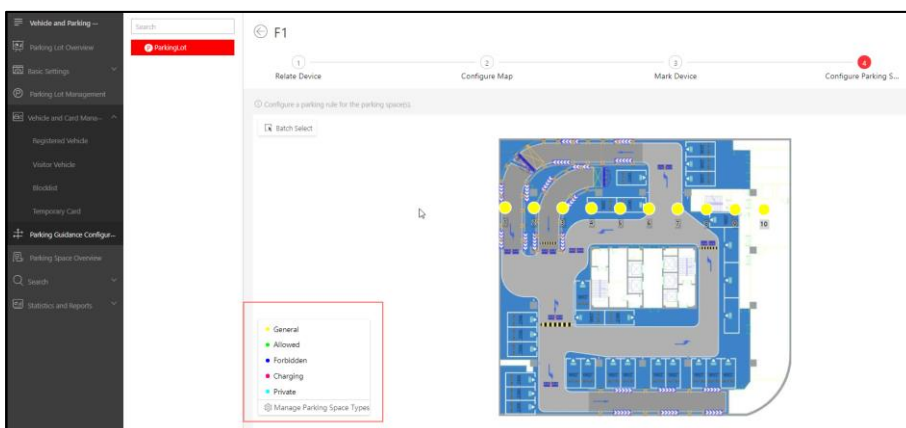 Vehicle and Parking ...
Parking Lot Overview
Basic Settings
Parking Lot Management
Vehicle and Card Mana...
Registered Vehicle
Visitor Vehicle
Blocklist
Temporary Card
Parking Guidance Configur...
Parking Space Overview
Search
Statistics and Reports
Search
P ParkingLot
F1
1
2
3
4
Relate Device
Configure Map
Mark Device
Configure Parking S...
Configure a parking rule for the parking space(s).
Batch Select
10
General
Allowed
Forbidden
Charging
Private
Manage Parking Space Types